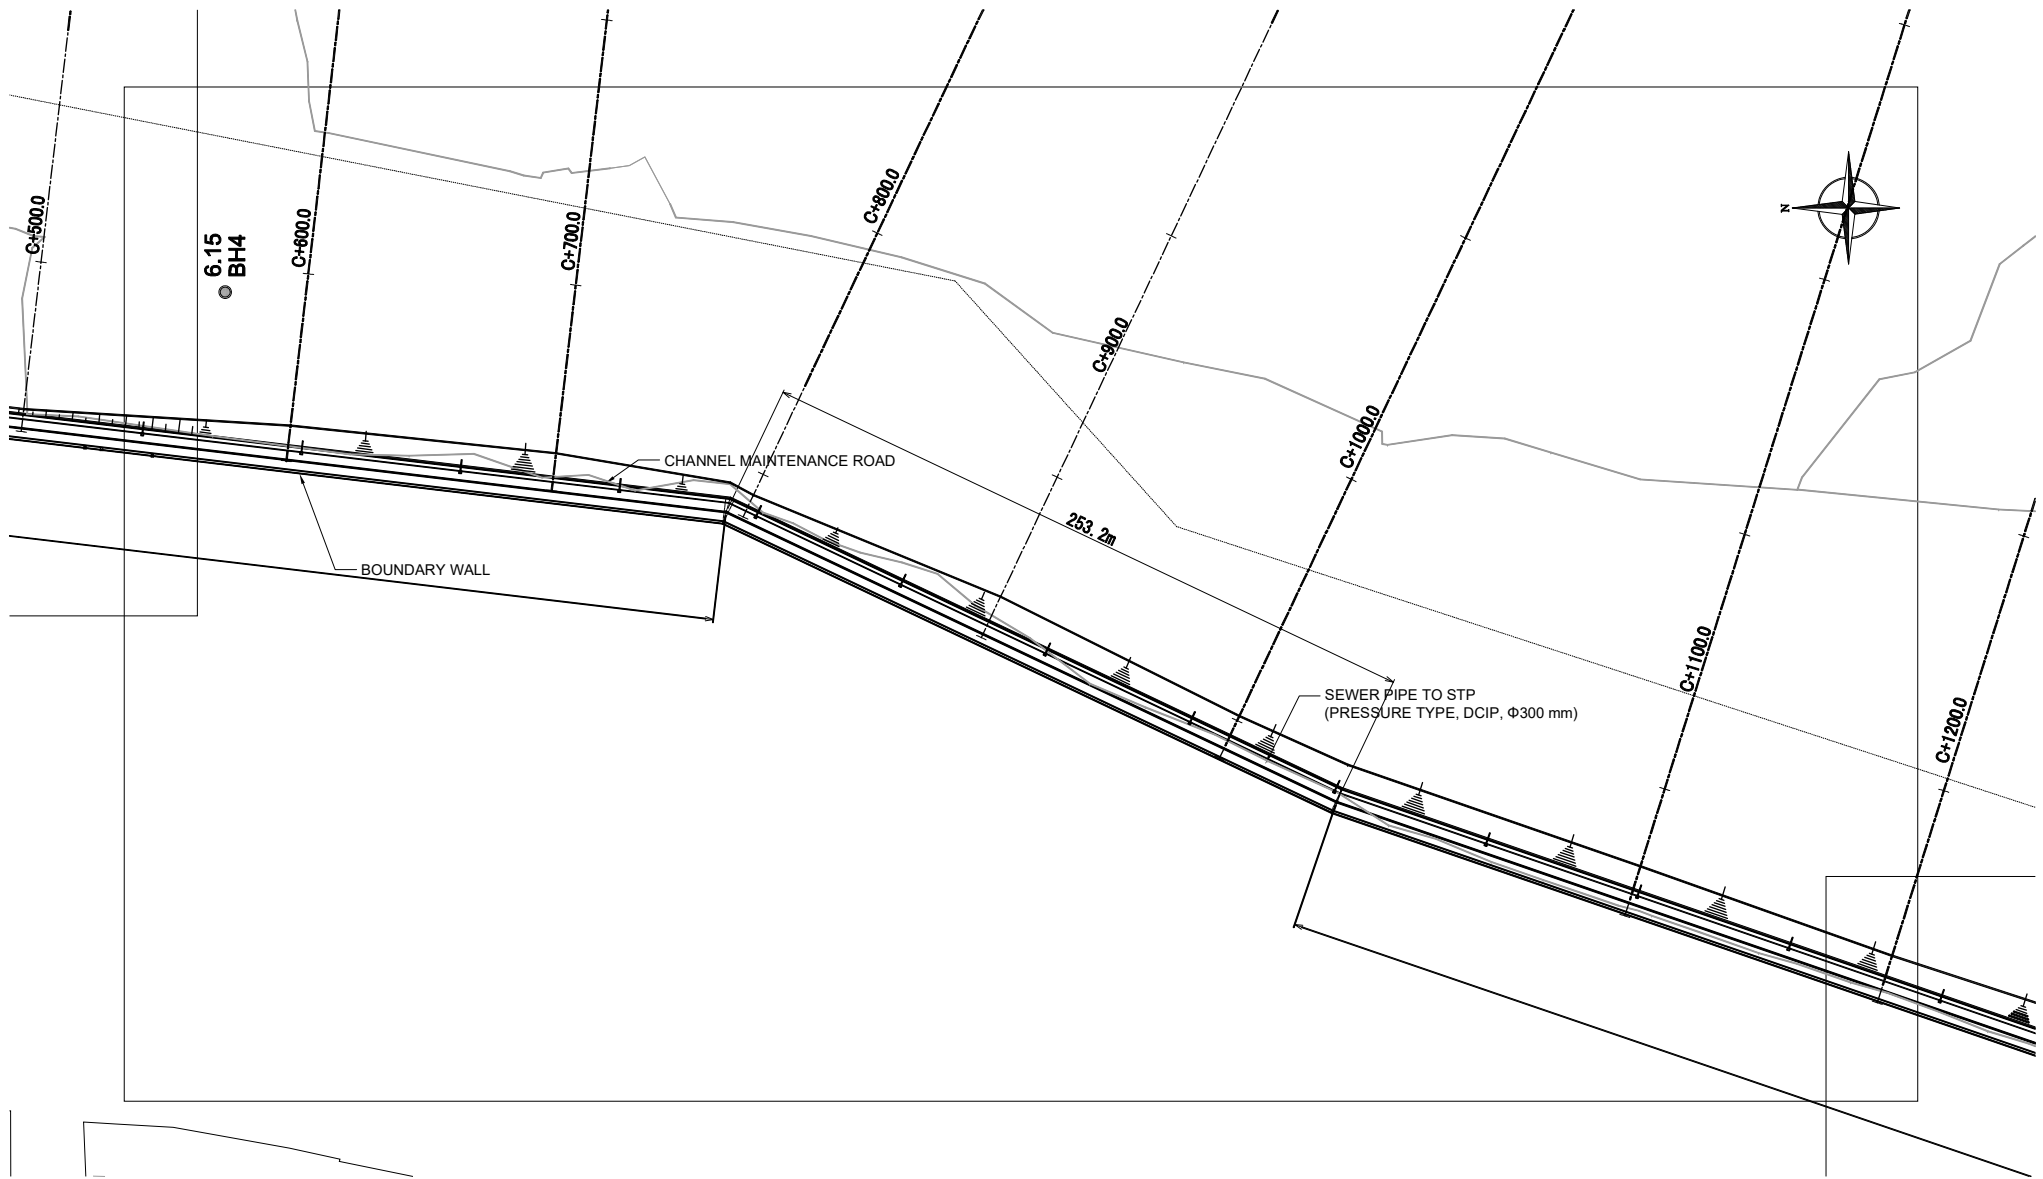 C+500.0
6.15
BH4
C+600.0
C+700.0
C+800.0
C+900.0
C+1000.0
C+1100.0
C+1200.0
N
CHANNEL MAINTENANCE ROAD
253.2m
BOUNDARY WALL
SEWER PIPE TO STP
(PRESSURE TYPE, DCIP, Φ300 mm)